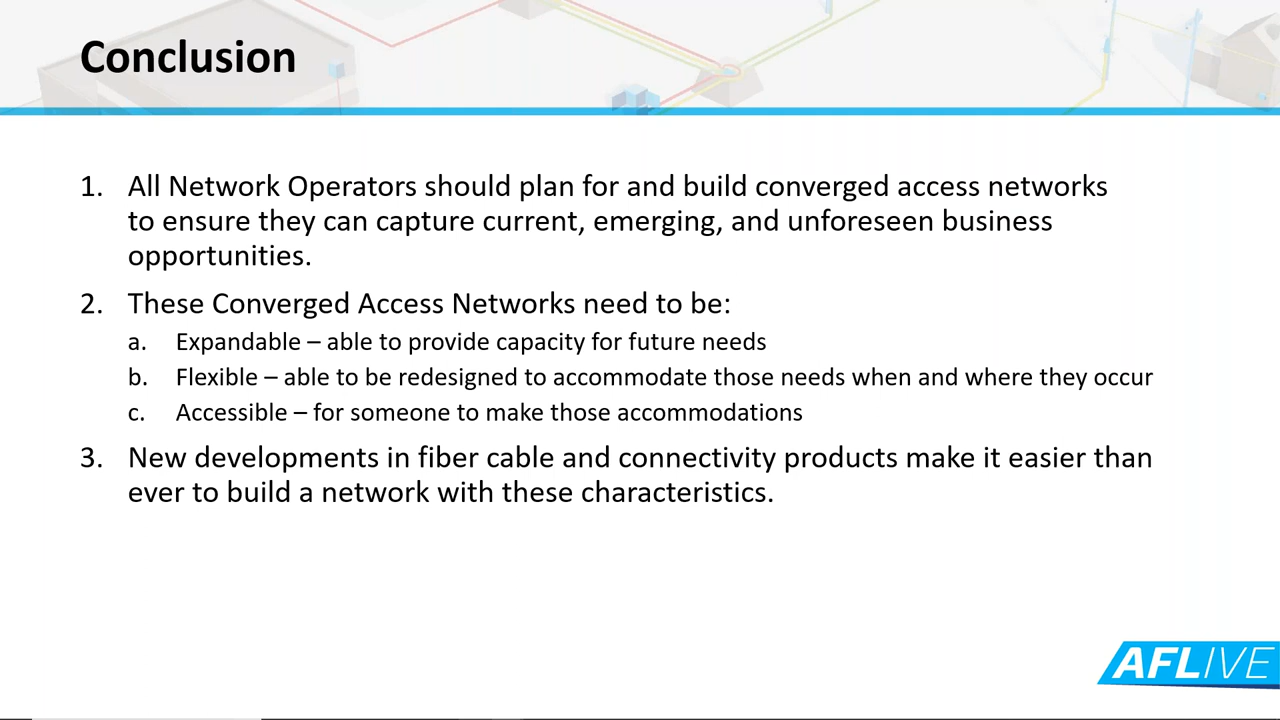 Conclusion
1. All Network Operators should plan for and build converged access networks
to ensure they can capture current, emerging, and unforeseen business
opportunities.
2. These Converged Access Networks need to be:
a. Expandable – able to provide capacity for future needs
b. Flexible – able to be redesigned to accommodate those needs when and where they occur
c. Accessible – for someone to make those accommodations
3. New developments in fiber cable and connectivity products make it easier than
ever to build a network with these characteristics.
AFLIVE